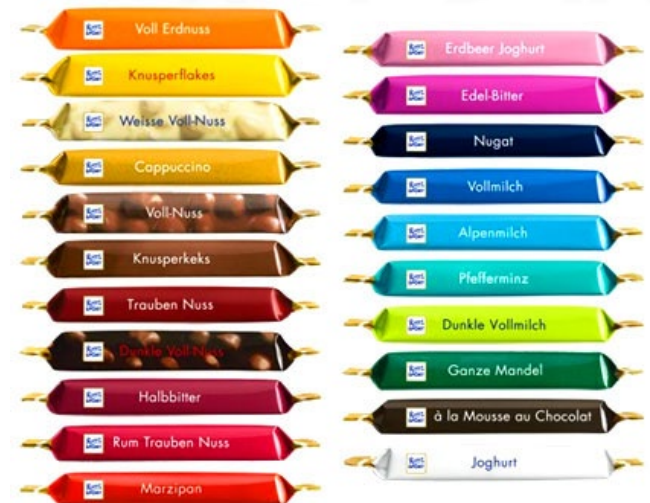 Voll Erdnuss
Knusperflakes
Weisse Voll-Nuss
Cappuccino
Voll-Nuss
Knusperkeks
Trauben Nuss
Dunkle Voll-Nuss
Halbbitter
Rum Trauben Nuss
Marzipan
Erdbeer Joghurt
Edel-Bitter
Nugat
Vollmilch
Alpenmilch
Pfefferminz
Dunkle Vollmilch
Ganze Mandel
à la Mousse au Chocolat
Joghurt